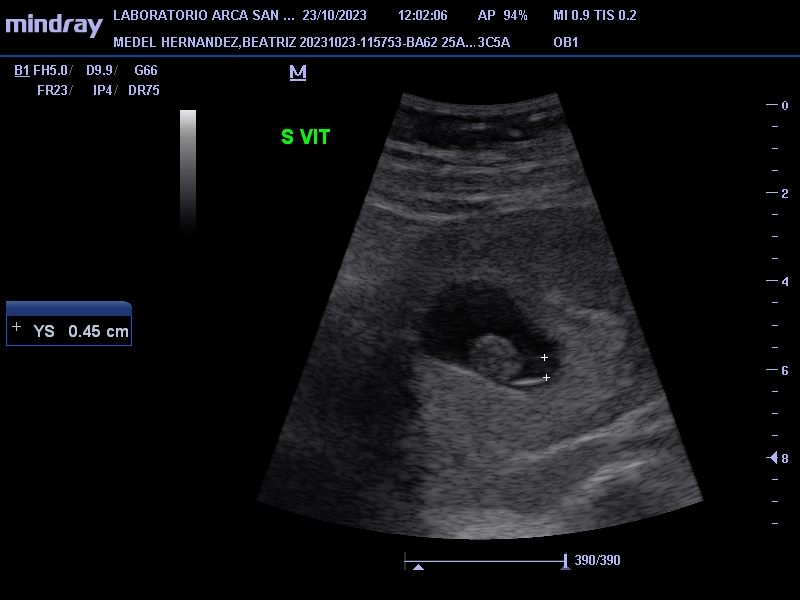 mindray
LABORATORIO ARCA SAN ... 23/10/2023 12:02:06 AP 94% MI 0.9 TIS 0.2
MEDEL HERNANDEZ,BEATRIZ 20231023-115753-BA62 25A... 3C5A OB1
B1 FH5.0/ D9.9/ G66
FR23/ IP4/ DR75
M
S VIT
0
2
4
6
8
+ YS 0.45 cm
390/390